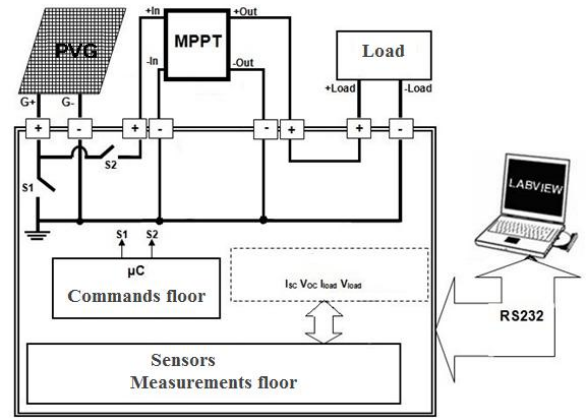 +In
+Out
PVG
MPPT
Load
-In
-Out
+Load
-Load
G+
G-
+ - + - - + + -
S2
S1
S1 S2
LABVIEW
µC
Commands floor
ISC VOC Iload Vload
RS232
Sensors
Measurements floor